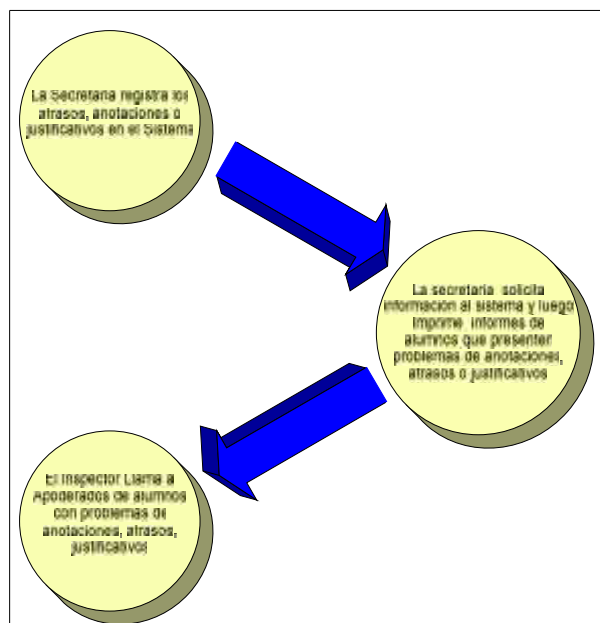 La Secretaria registra los
atrasos, anotaciones o
justificativos en el Sistema
La secretaria solicita
información al sistema y luego
imprime informes de
alumnos que presenten
problemas de anotaciones,
atrasos o justificativos
El Inspector Llama a
Apoderados de alumnos
con problemas de
anotaciones, atrasos,
justificativos